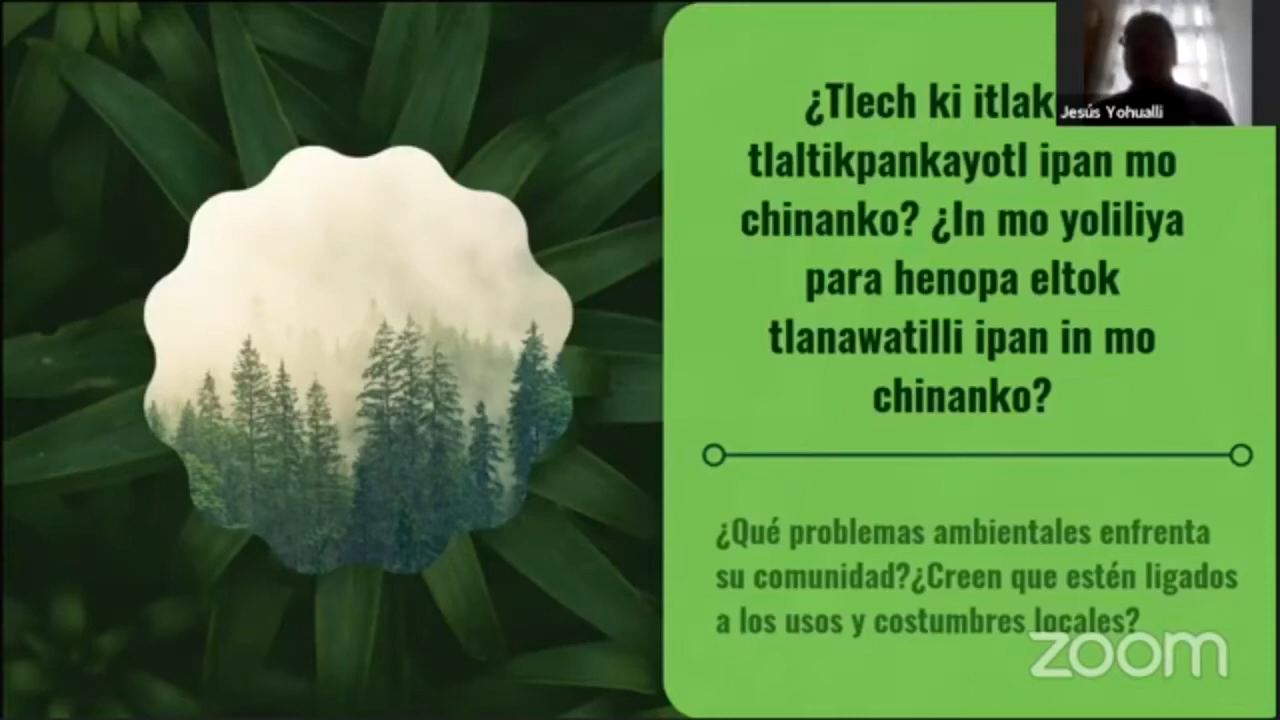 ¿Tlech ki
Jesús Yohualli
tlaltikpankayotl ipan mo
chinanko? ¿In mo yoliliya
para henopa eltok
tlanawatilli ipan in mo
chinanko?
¿Qué problemas ambientales enfrenta
su comunidad?¿Creen que estén ligados
a los usos y costumbres locales?
zoom